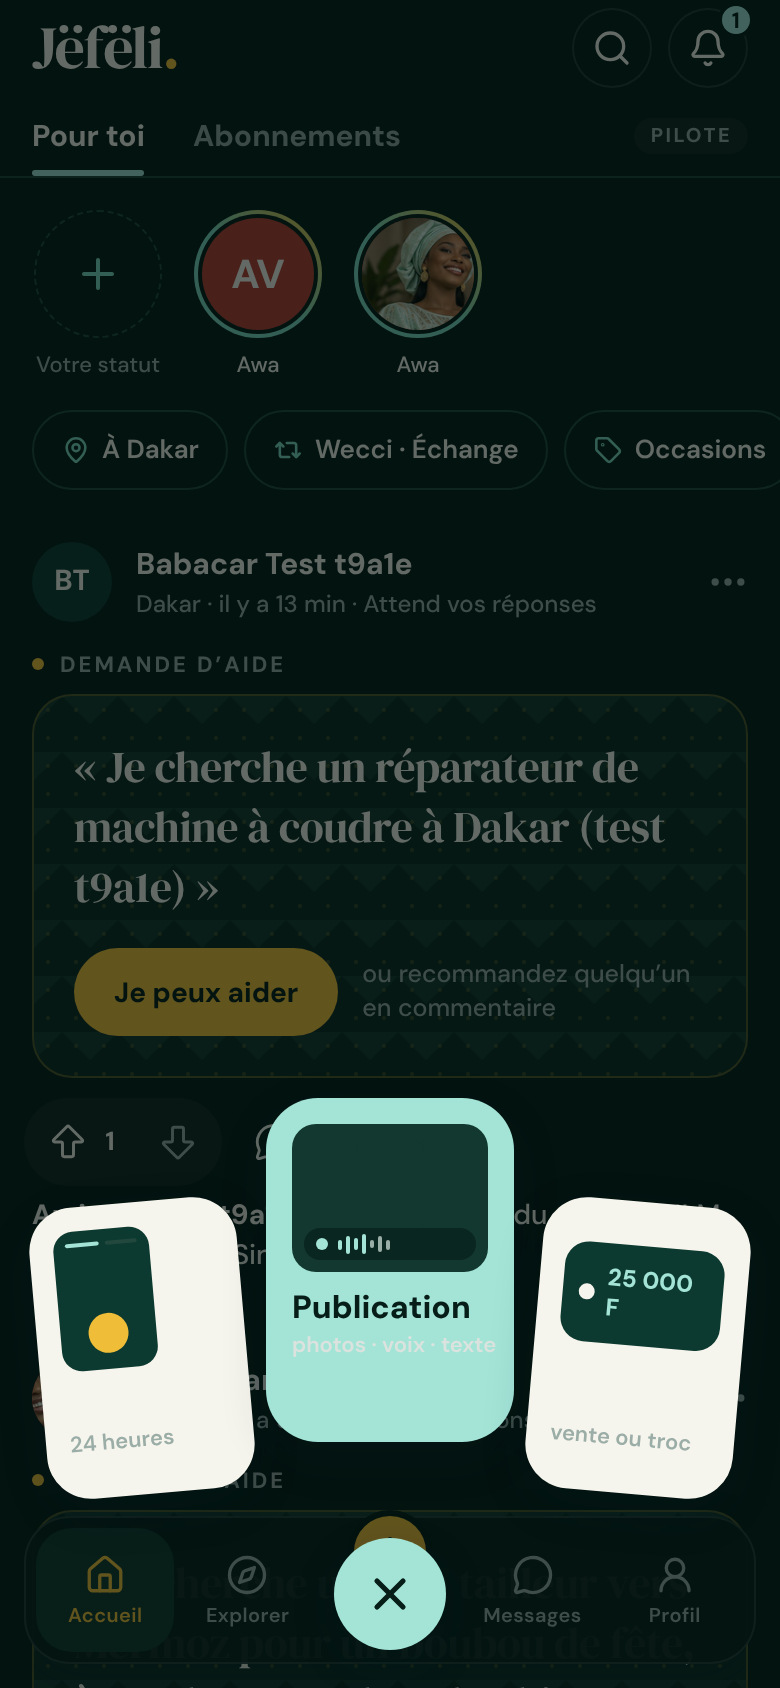 Jëfëli.
1
Pour toi
Abonnements
PILOTE
AV
Votre statut
Awa
Awa
À Dakar
Wecci · Échange
Occasions
BT
Babacar Test t9a1e
Dakar · il y a 13 min · Attend vos réponses
DEMANDE D’AIDE
« Je cherche un réparateur de
machine à coudre à Dakar (test
t9a1e) »
Je peux aider
ou recommandez quelqu’un
en commentaire
1
25 000
F
Publication
photos · voix · texte
24 heures
vente ou troc
Accueil
Explorer
Messages
Profil